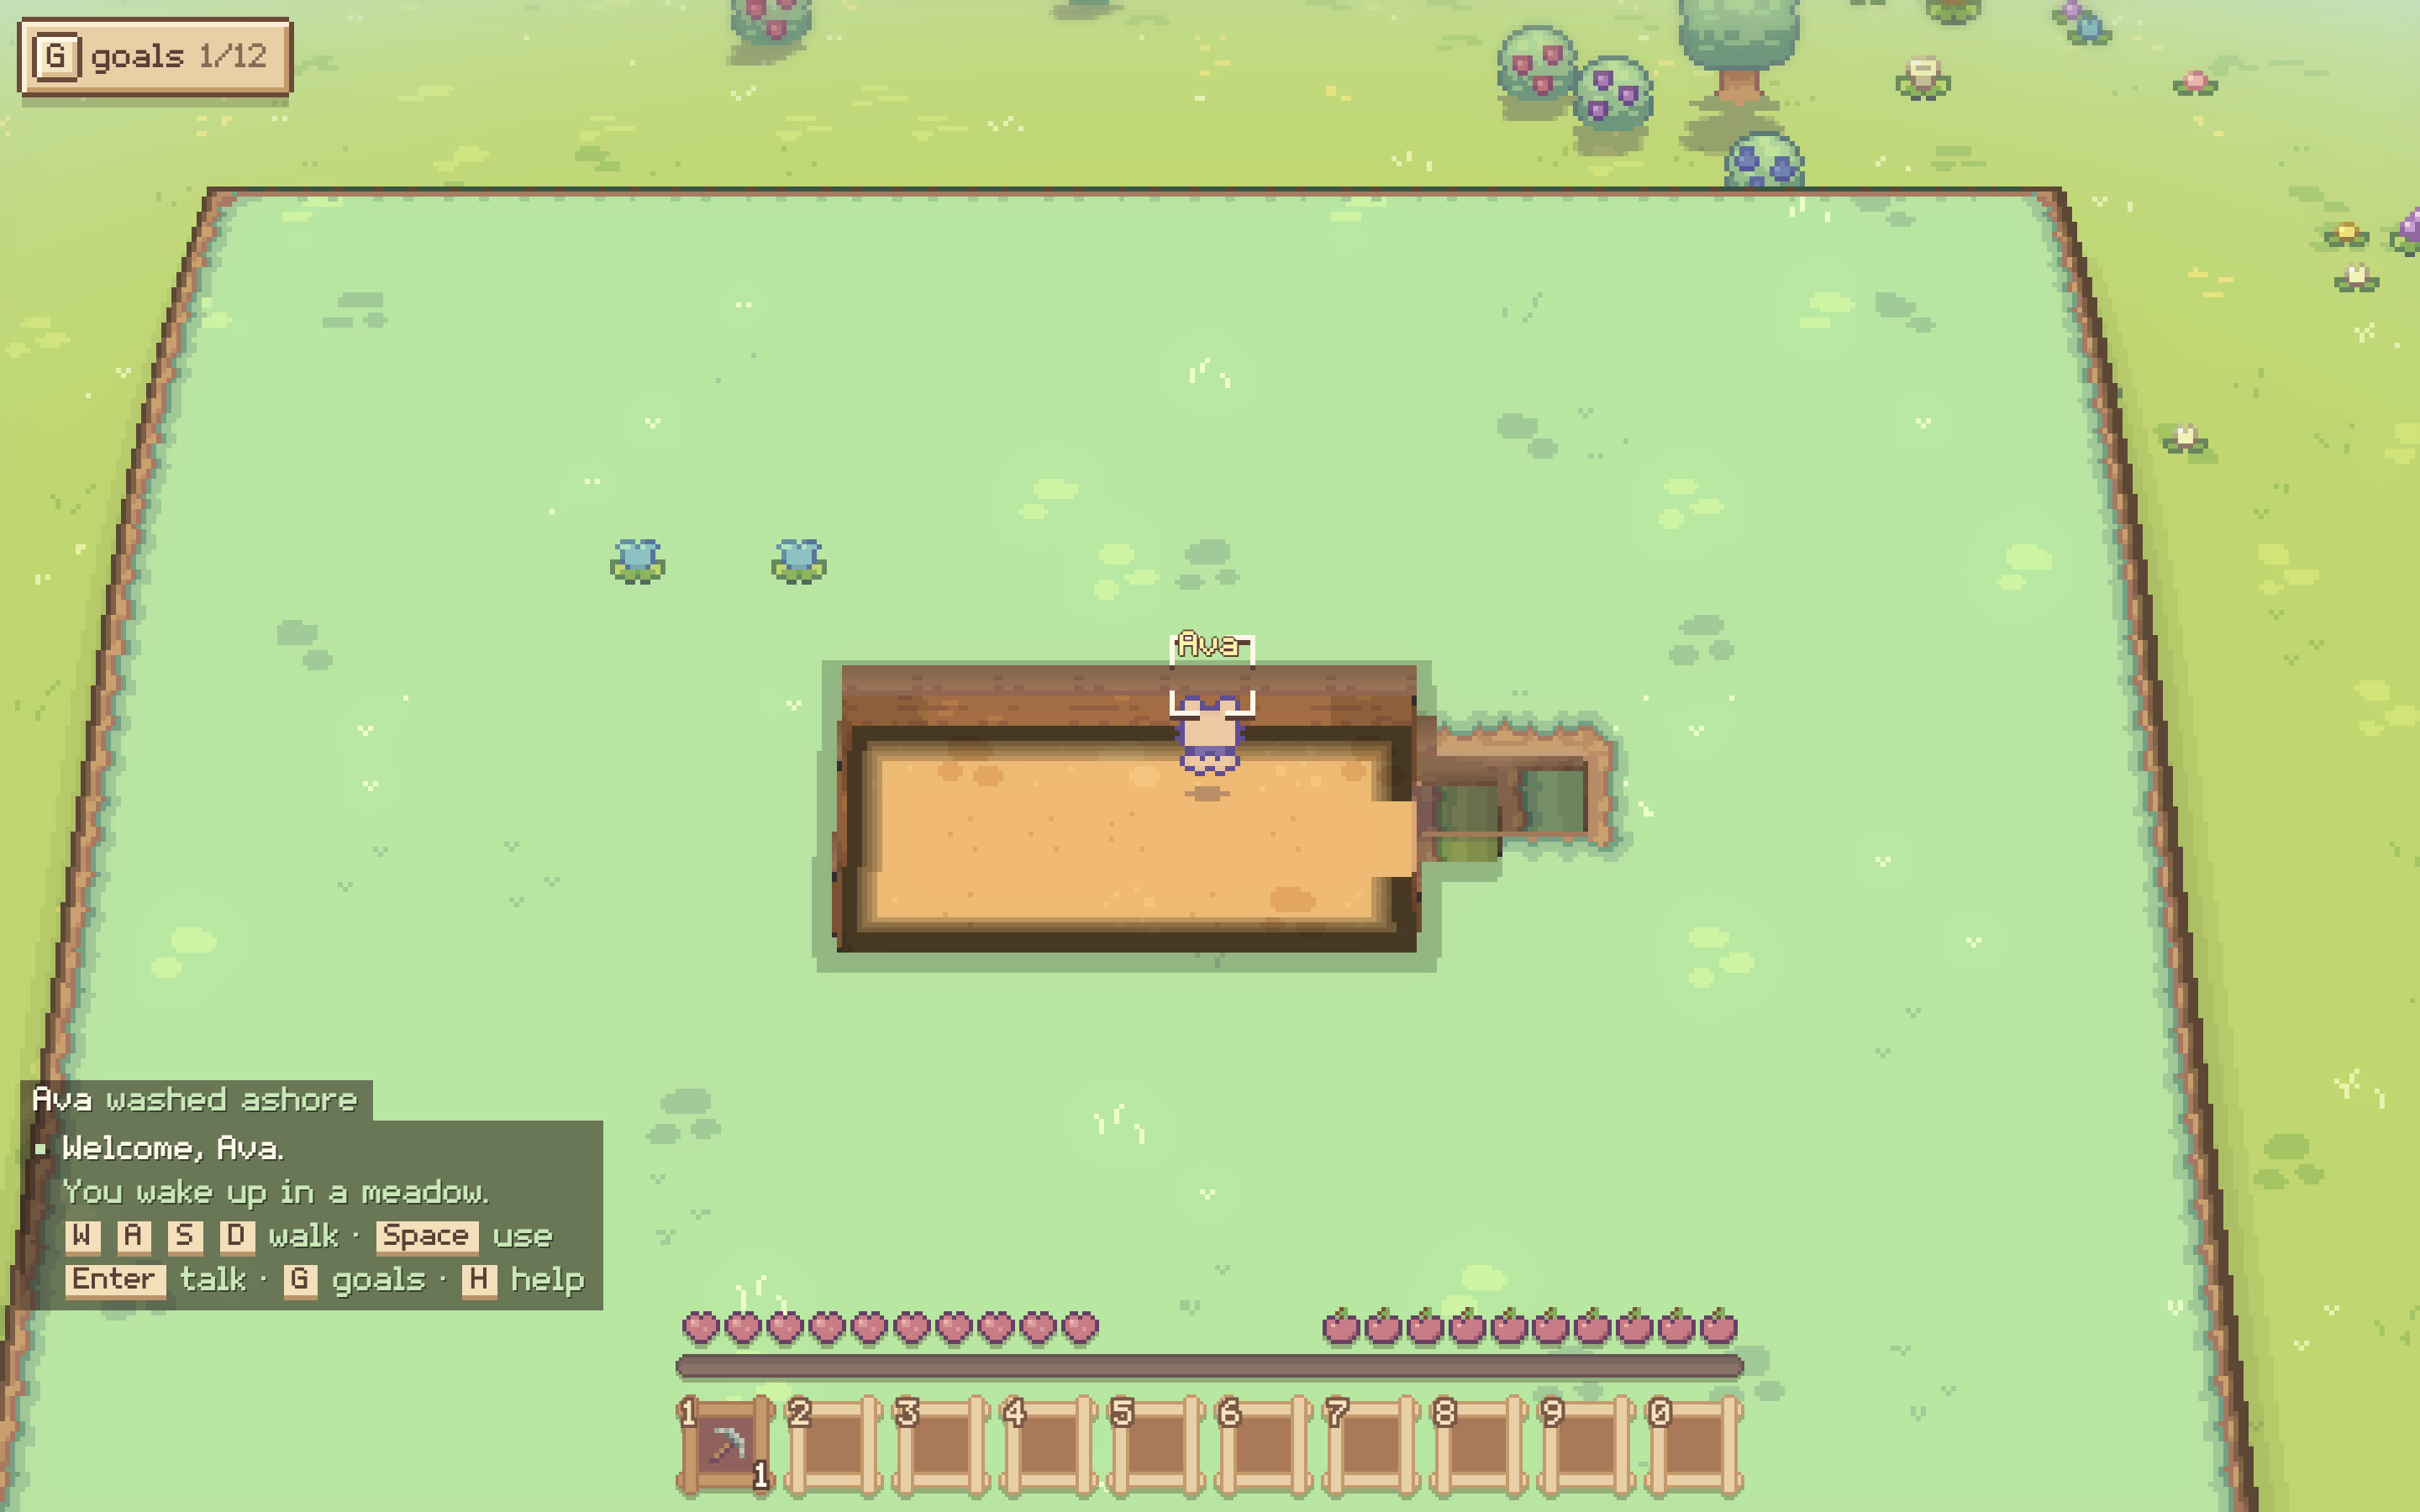 G goals 1/12
Ava
Ava washed ashore
Welcome, Ava.
You wake up in a meadow.
W A S D walk · Space use
Enter talk · G goals · H help
1 2 3 4 5 6 7 8 9 0
1